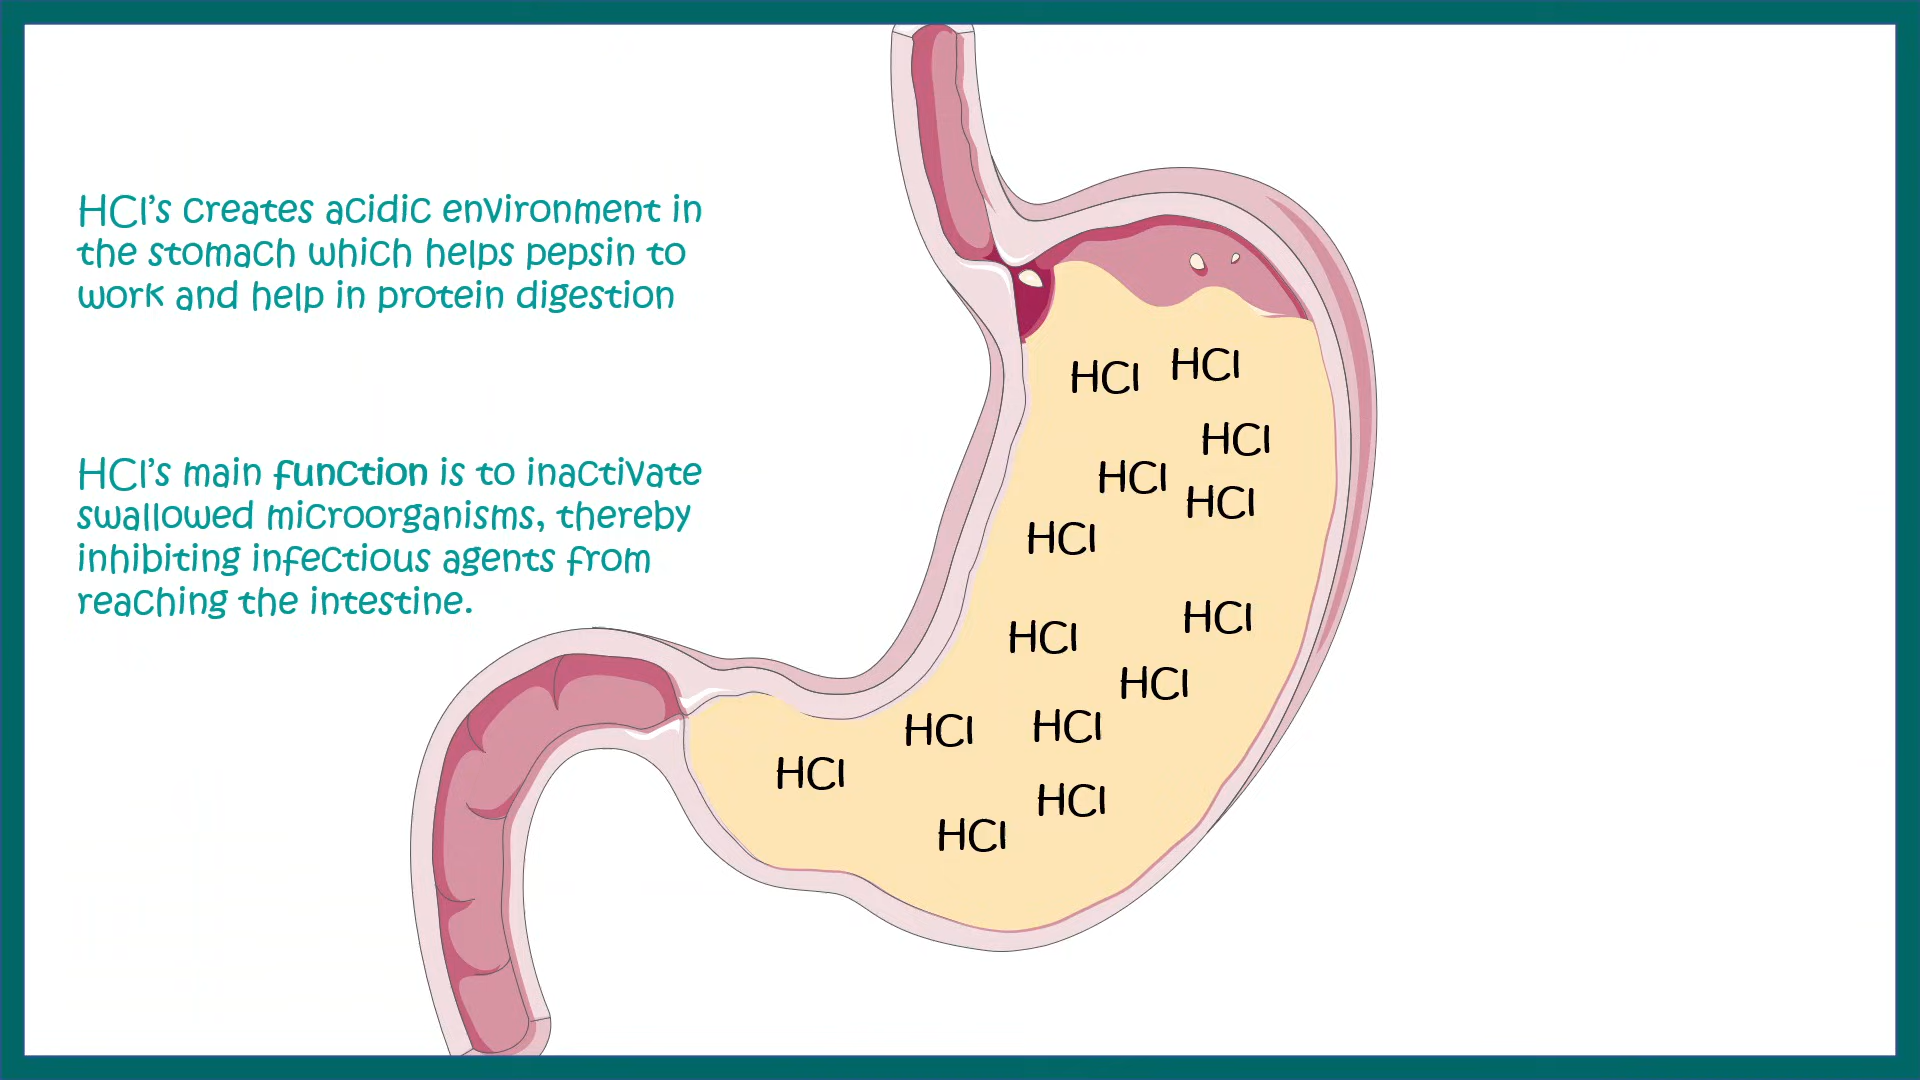 HCl's creates acidic environment in
the stomach which helps pepsin to
work and help in protein digestion
HCl's main function is to inactivate
swallowed microorganisms, thereby
inhibiting infectious agents from
reaching the intestine.
HCl HCl
HCl
HCl
HCl
HCl
HCl
HCl
HCl
HCl
HCl
HCl
HCl
HCl